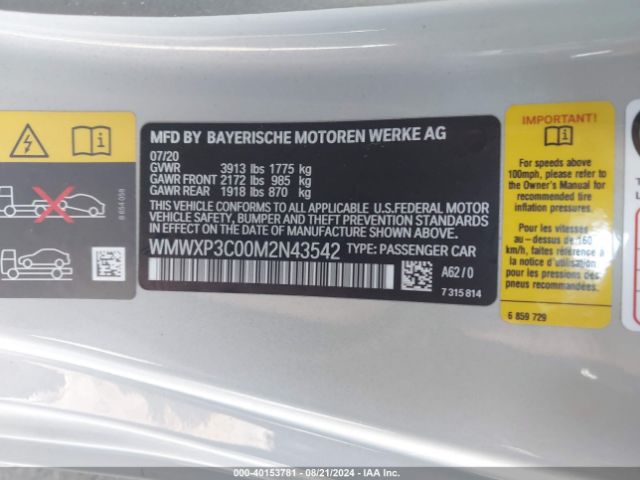 MFD BY BAYERISCHE MOTOREN WERKE AG
07/20
GVWR 3913 lbs 1775 kg
GAWR FRONT 2172 lbs 985 kg
GAWR REAR 1918 lbs 870 kg
THIS VEHICLE CONFORMS TO ALL APPLICABLE U.S.FEDERAL MOTOR
VEHICLE SAFETY, BUMPER AND THEFT PREVENTION STANDARDS
IN EFFECT ON THE DATE OF MANUFACTURE SHOWN ABOVE.
WMWXP3C00M2N43542 TYPE: PASSENGER CAR
A62/0
7 315 814
For speeds above
100mph, please refer to
the Owner's Manual for
recommended tire
inflation pressures.
Pour vitesses au
-dessus de 160
km/h, faites référence
à la notice d'utilisation
pour les pressions des
pneus recommandées.
6 859 729
000-40153781 08/21/2024 IAA Inc.